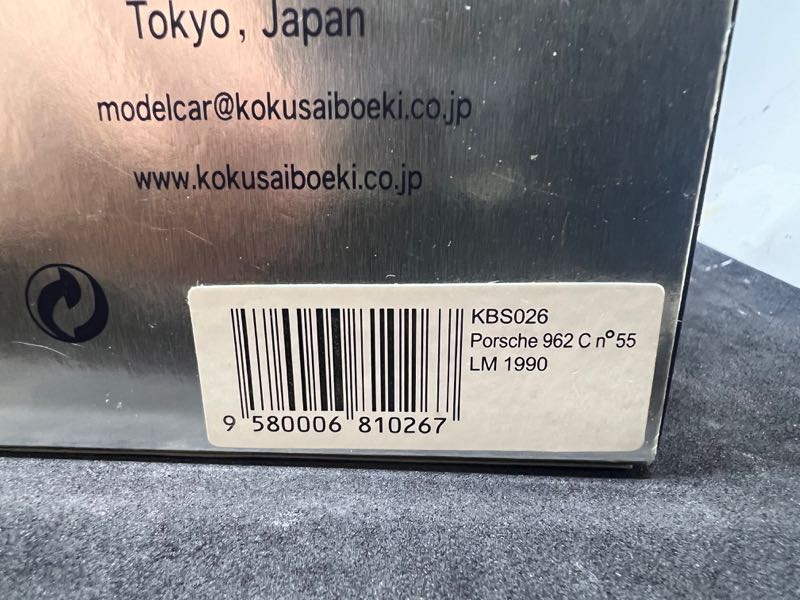 Tokyo, Japan
modelcar@kokusaiboeki.co.jp
www.kokusaiboeki.co.jp
KBS026
Porsche 962 C n°55
LM 1990
9 580006 810267